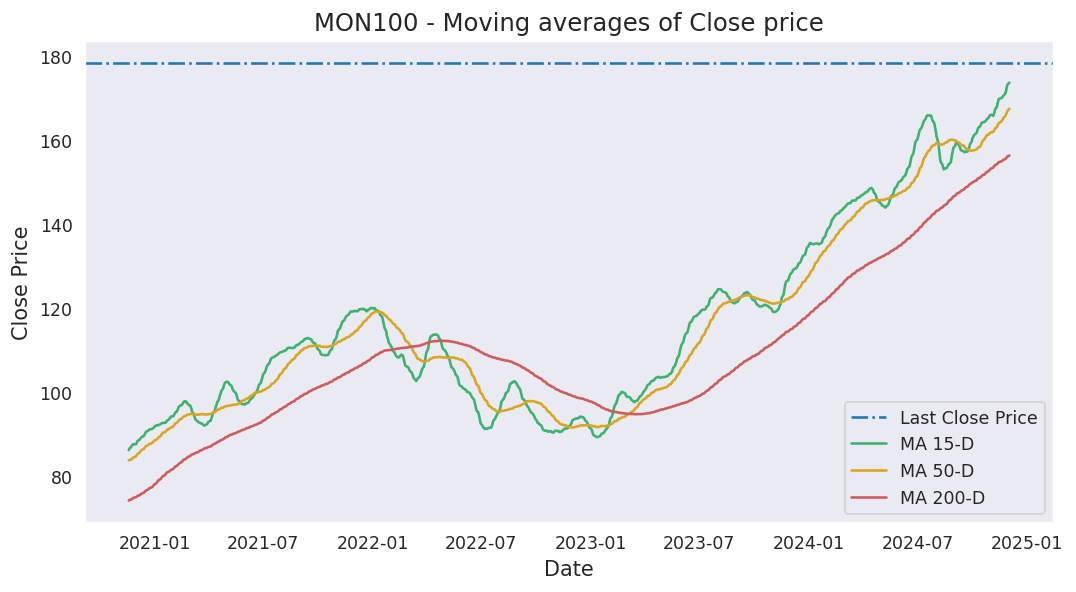 MON100 - Moving averages of Close price
180
160
140
120
100
80
Close Price
2021-01
2021-07
2022-01
2022-07
2023-01
2023-07
2024-01
2024-07
2025-01
Date
Last Close Price
MA 15-D
MA 50-D
MA 200-D